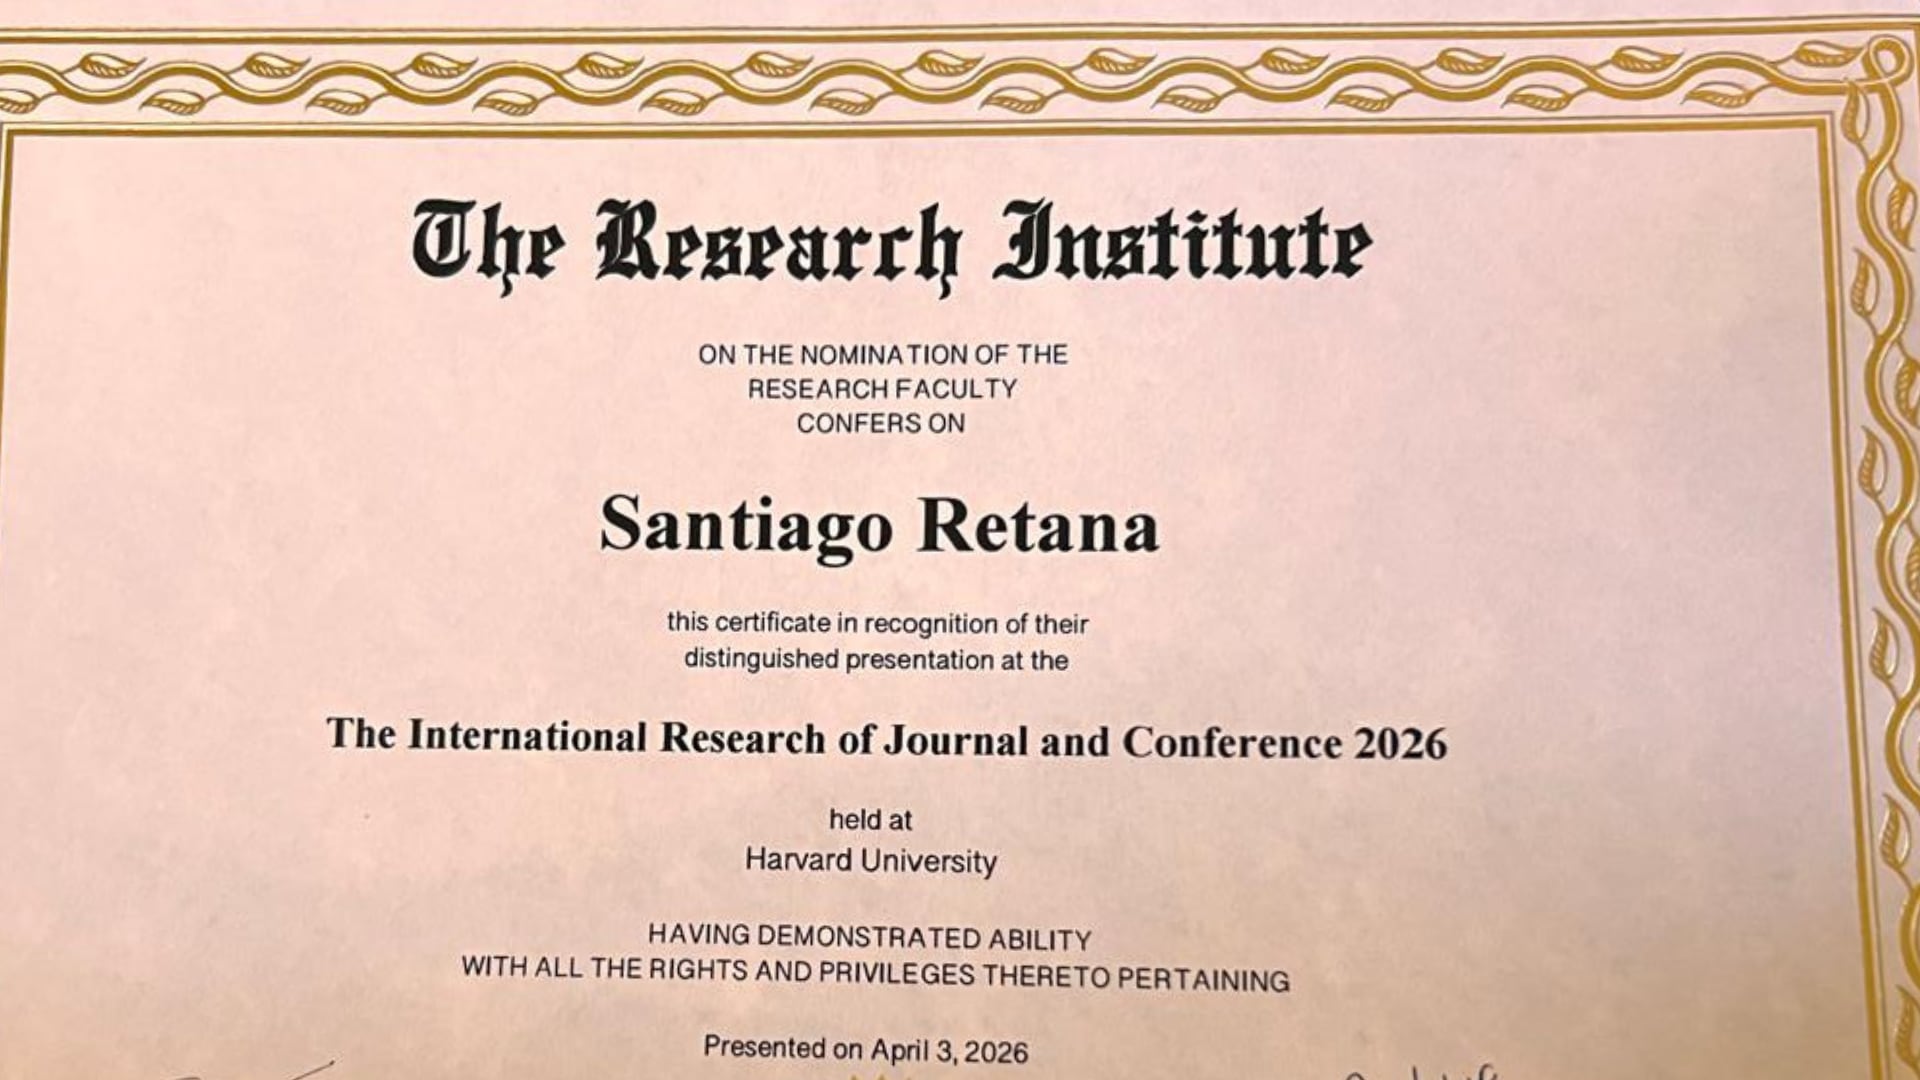 The Research Institute
ON THE NOMINATION OF THE
RESEARCH FACULTY
CONFERS ON
Santiago Retana
this certificate in recognition of their
distinguished presentation at the
The International Research of Journal and Conference 2026
held at
Harvard University
HAVING DEMONSTRATED ABILITY
WITH ALL THE RIGHTS AND PRIVILEGES THERETO PERTAINING
Presented on April 3, 2026